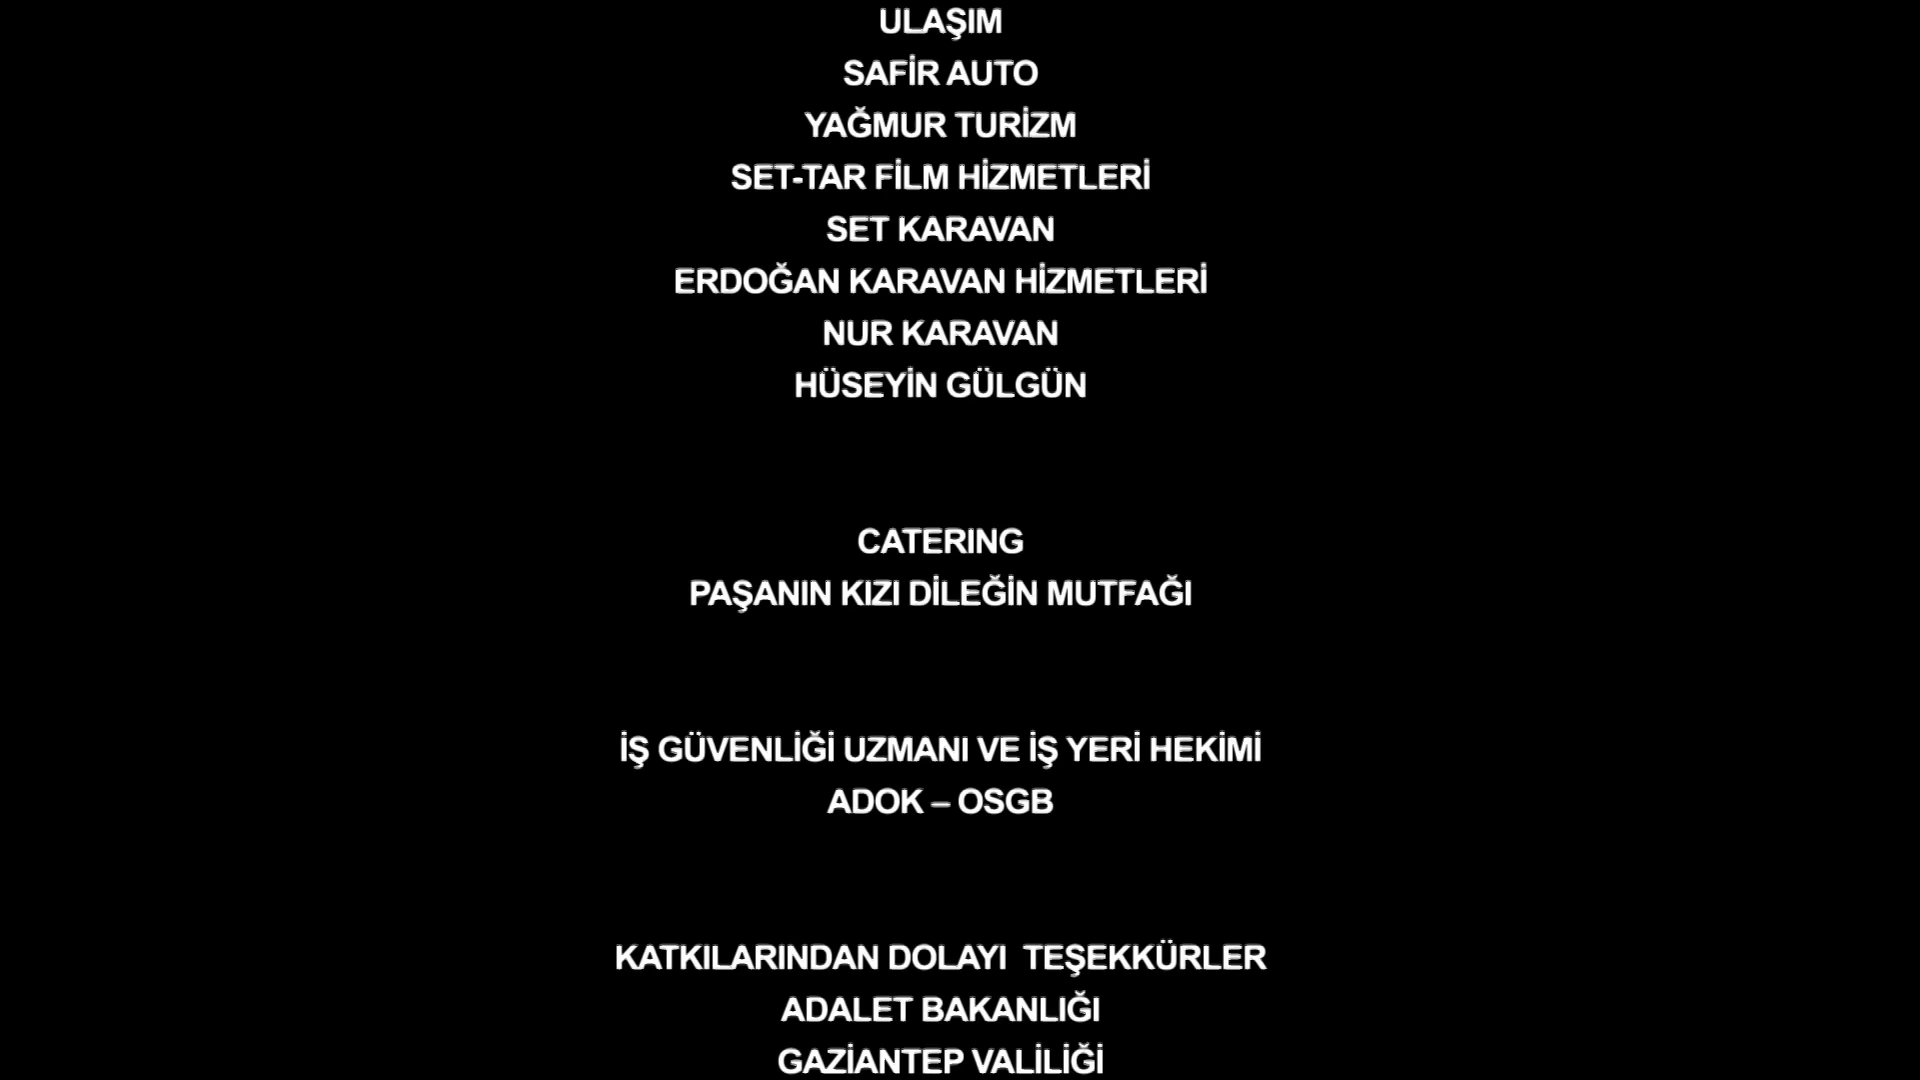 ULAŞIM
SAFİR AUTO
YAĞMUR TURİZM
SET-TAR FİLM HİZMETLERİ
SET KARAVAN
ERDOĞAN KARAVAN HİZMETLERİ
NUR KARAVAN
HÜSEYİN GÜLGÜN
CATERING
PAŞANIN KIZI DİLEĞİN MUTFAĞI
İŞ GÜVENLİĞİ UZMANI VE İŞ YERİ HEKİMİ
ADOK – OSGB
KATKILARINDAN DOLAYI  TEŞEKKÜRLER
ADALET BAKANLIĞI
GAZİANTEP VALİLİĞİ